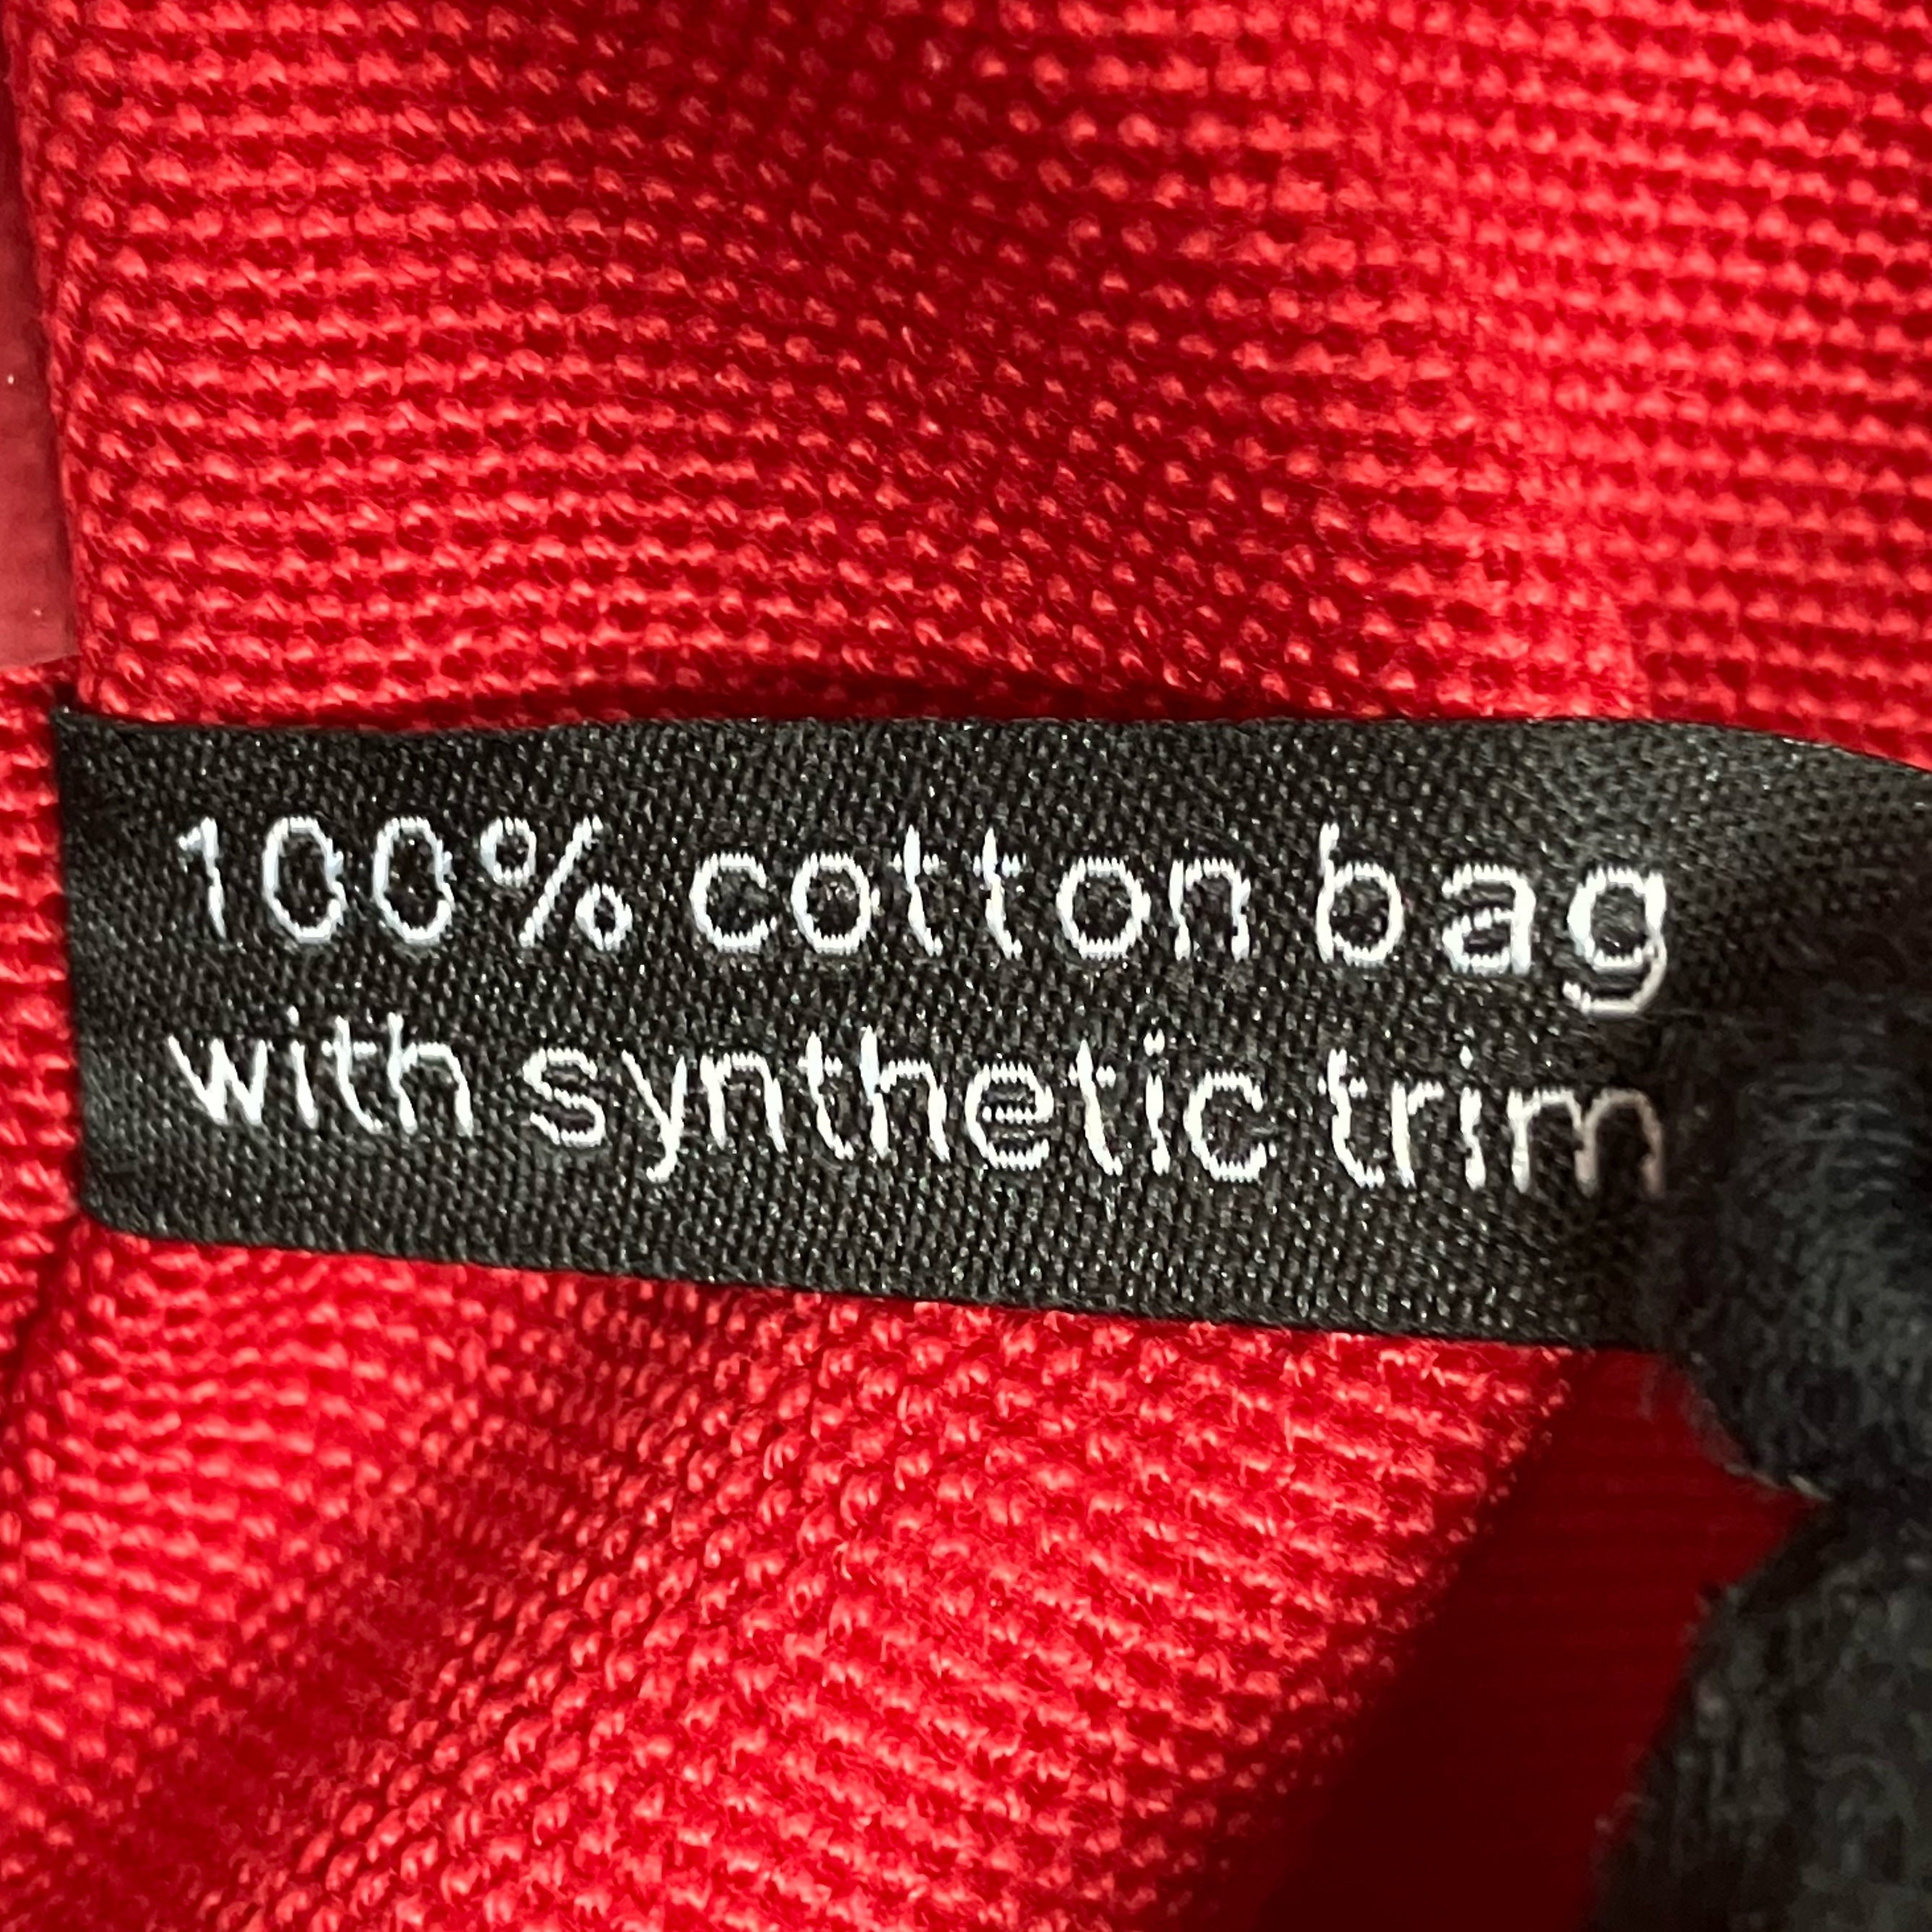 100% cotton bag
with synthetic trim